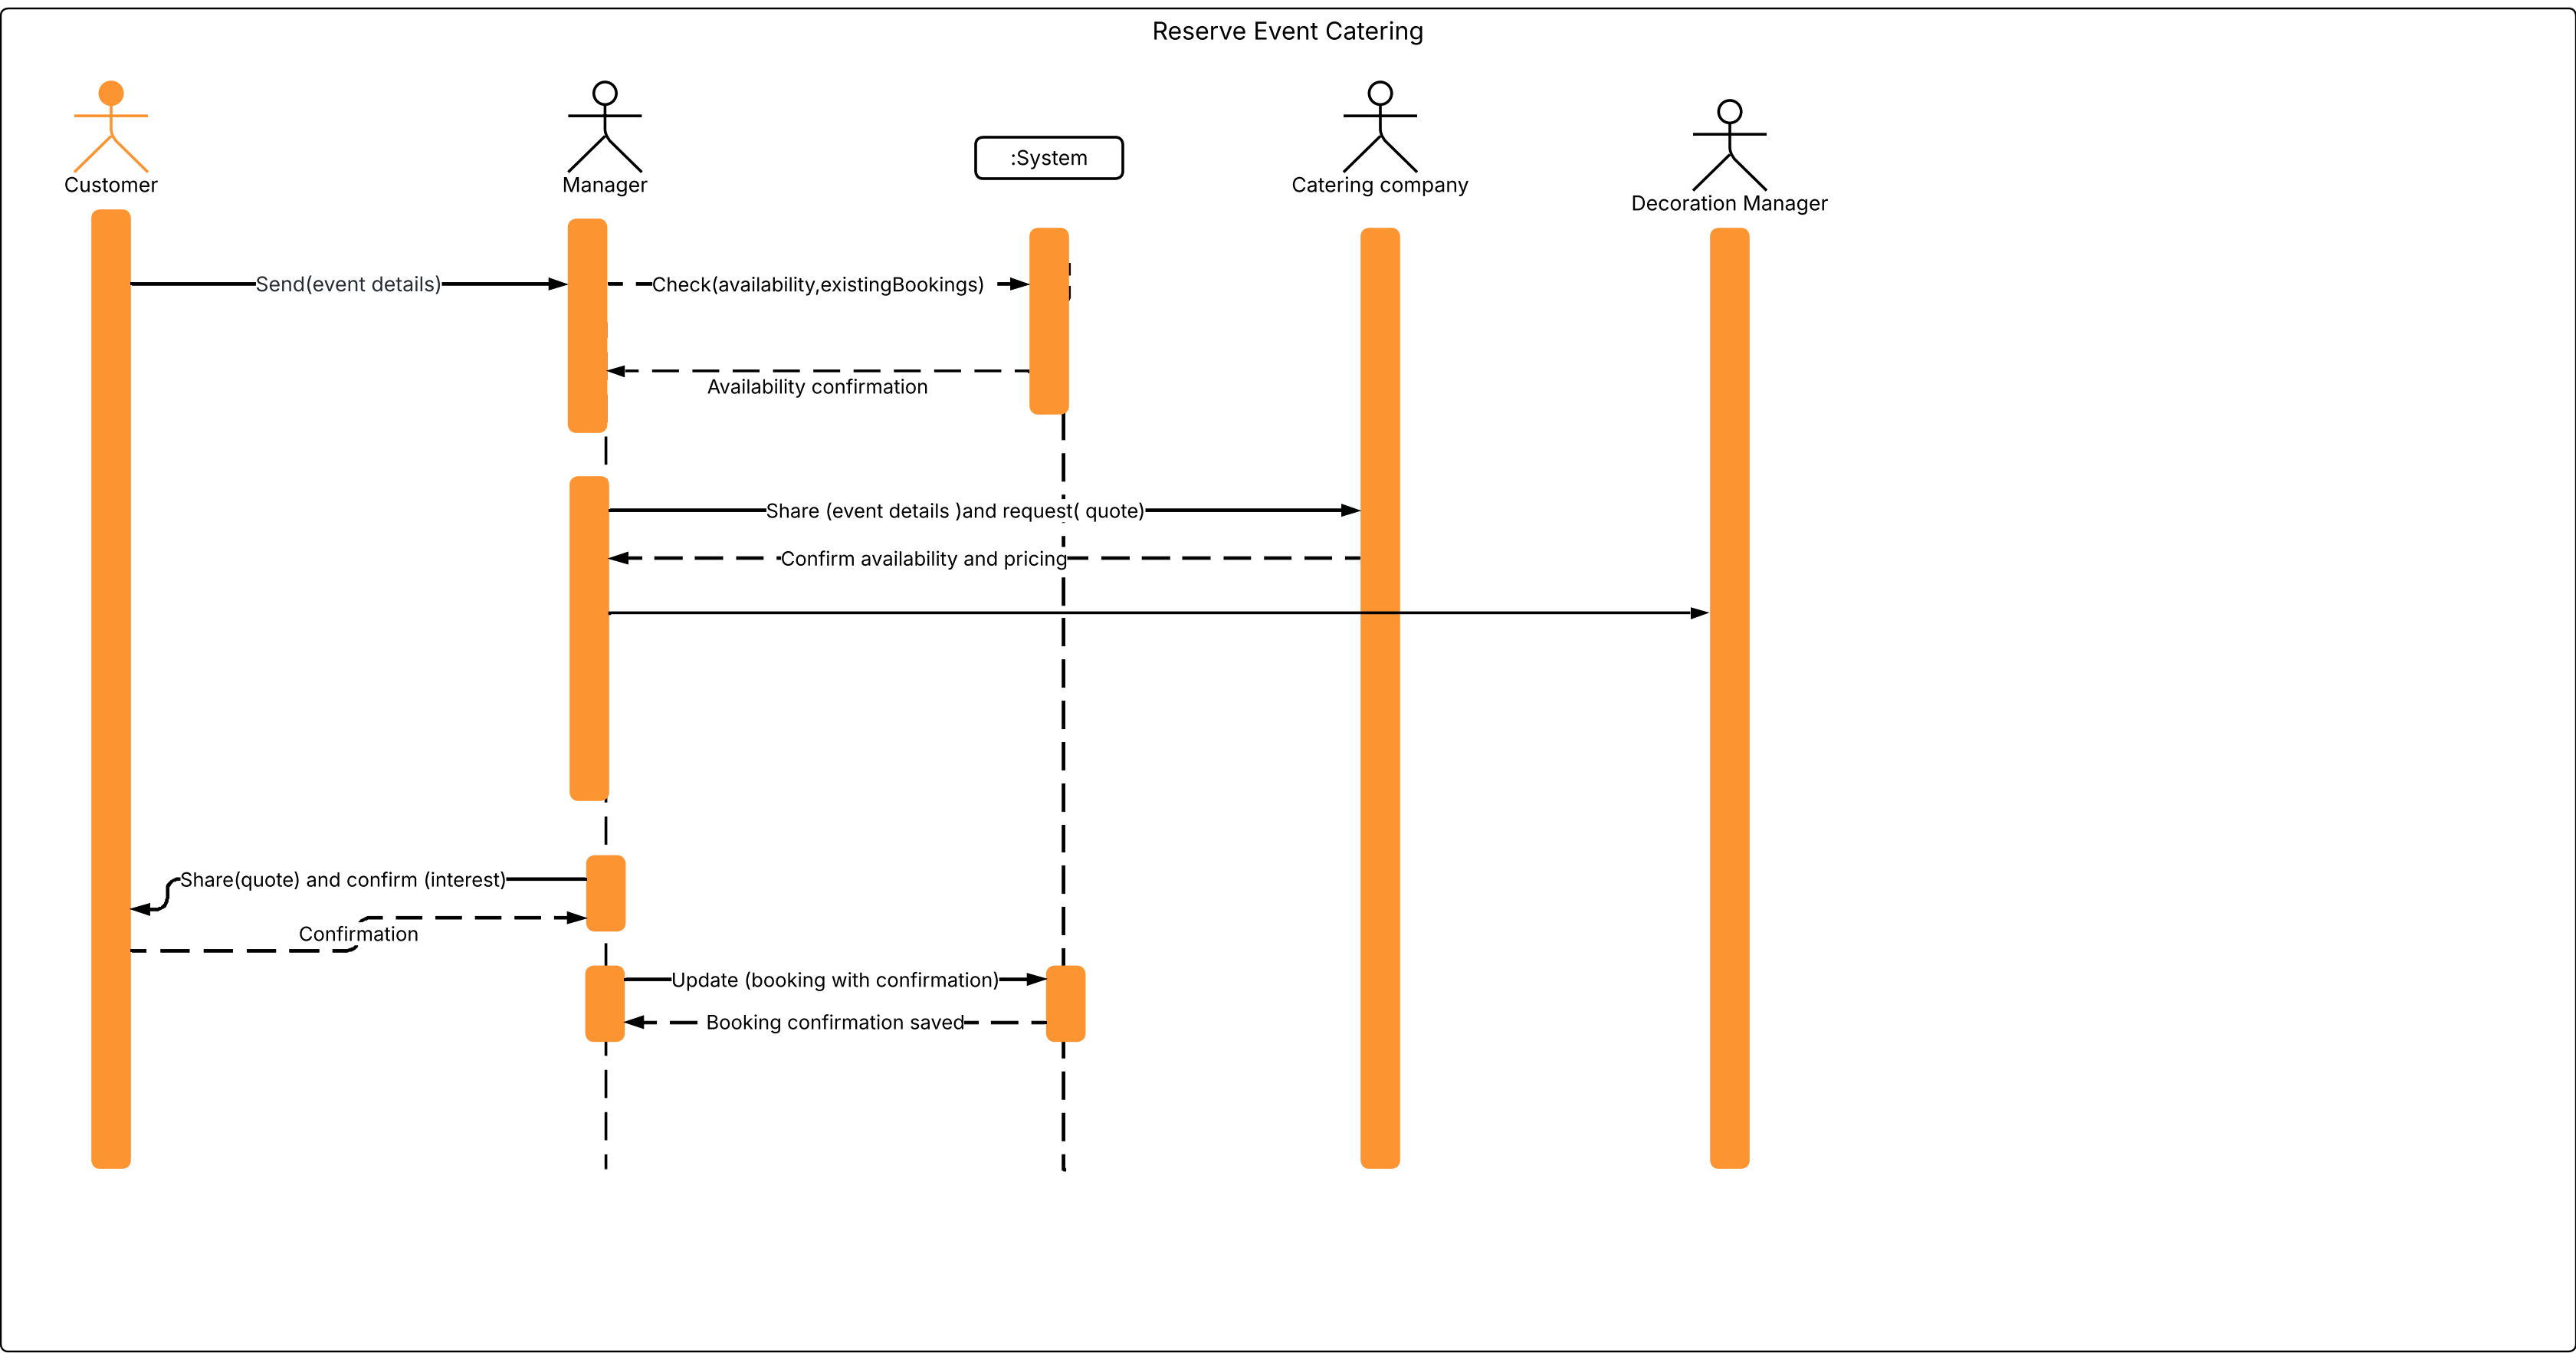 Reserve Event Catering
Customer
Manager
:System
Catering company
Decoration Manager
Send(event details)
Check(availability,existingBookings)
Availability confirmation
Share (event details )and request( quote)
Confirm availability and pricing
Share(quote) and confirm (interest)
Confirmation
Update (booking with confirmation)
Booking confirmation saved